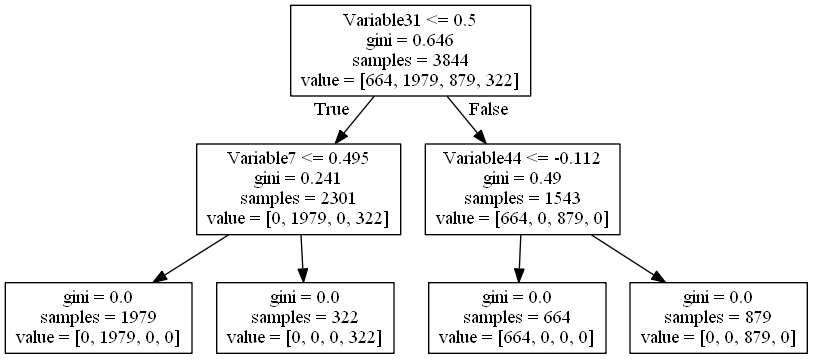 Variable31 <= 0.5
gini = 0.646
samples = 3844
value = [664, 1979, 879, 322]
True
False
Variable7 <= 0.495
gini = 0.241
samples = 2301
value = [0, 1979, 0, 322]
Variable44 <= -0.112
gini = 0.49
samples = 1543
value = [664, 0, 879, 0]
gini = 0.0
samples = 1979
value = [0, 1979, 0, 0]
gini = 0.0
samples = 322
value = [0, 0, 0, 322]
gini = 0.0
samples = 664
value = [664, 0, 0, 0]
gini = 0.0
samples = 879
value = [0, 0, 879, 0]